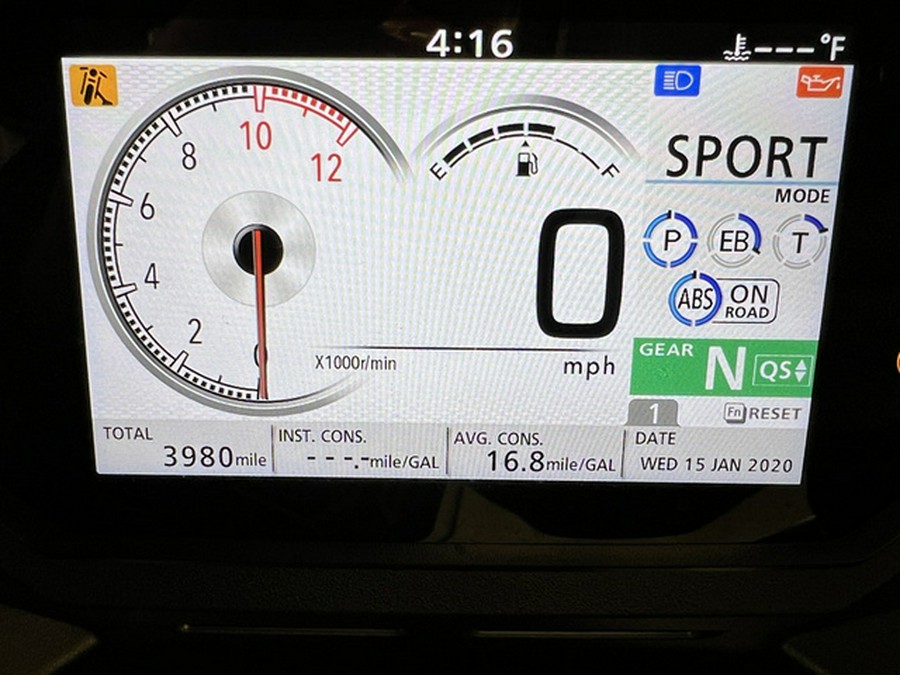 4:16
---°F
10
8
12
6
4
2
0
X1000r/min
E
F
0
mph
SPORT
MODE
P EB T
ABS ON ROAD
GEAR N QS
1
Fn RESET
TOTAL
3980mile
INST. CONS.
---.-mile/GAL
AVG. CONS.
16.8mile/GAL
DATE
WED 15 JAN 2020